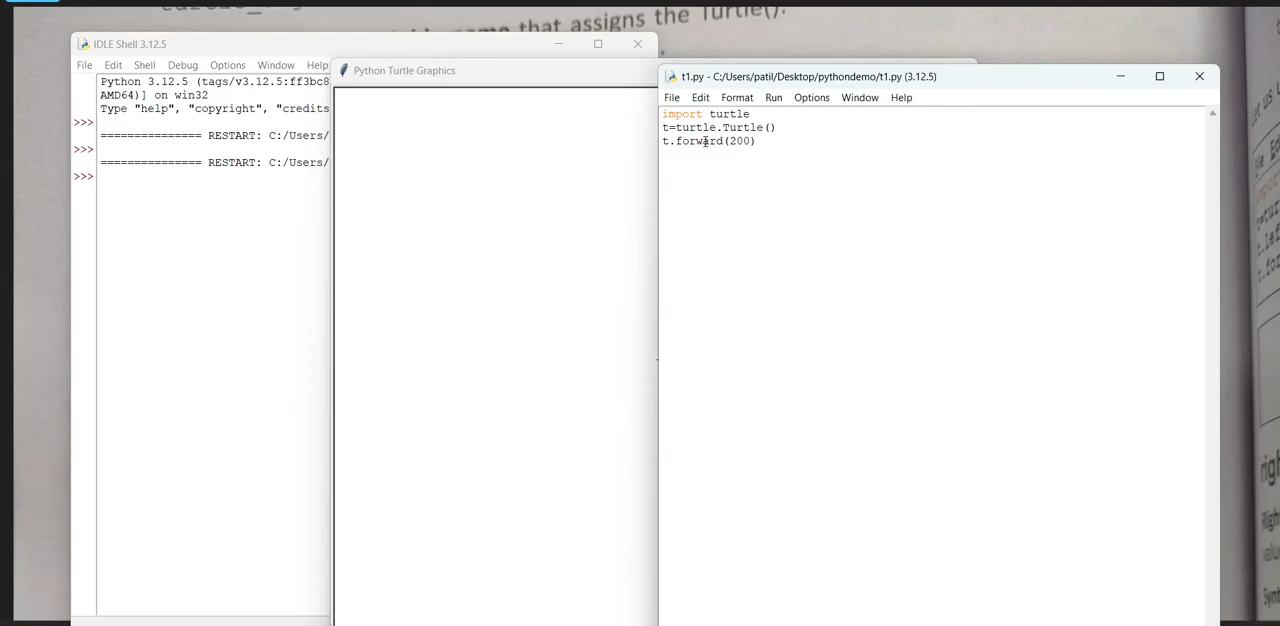 that assigns the Turtle().
IDLE Shell 3.12.5
File Edit Shell Debug Options Window Help
Python 3.12.5 (tags/v3.12.5:ff3bc8
AMD64)] on win32
Type "help", "copyright", "credits
>>>
=============== RESTART: C:/Users/
>>>
=============== RESTART: C:/Users/
>>>
Python Turtle Graphics
t1.py - C:/Users/patil/Desktop/pythondemo/t1.py (3.12.5)
File Edit Format Run Options Window Help
import turtle
t=turtle.Turtle()
t.forward(200)